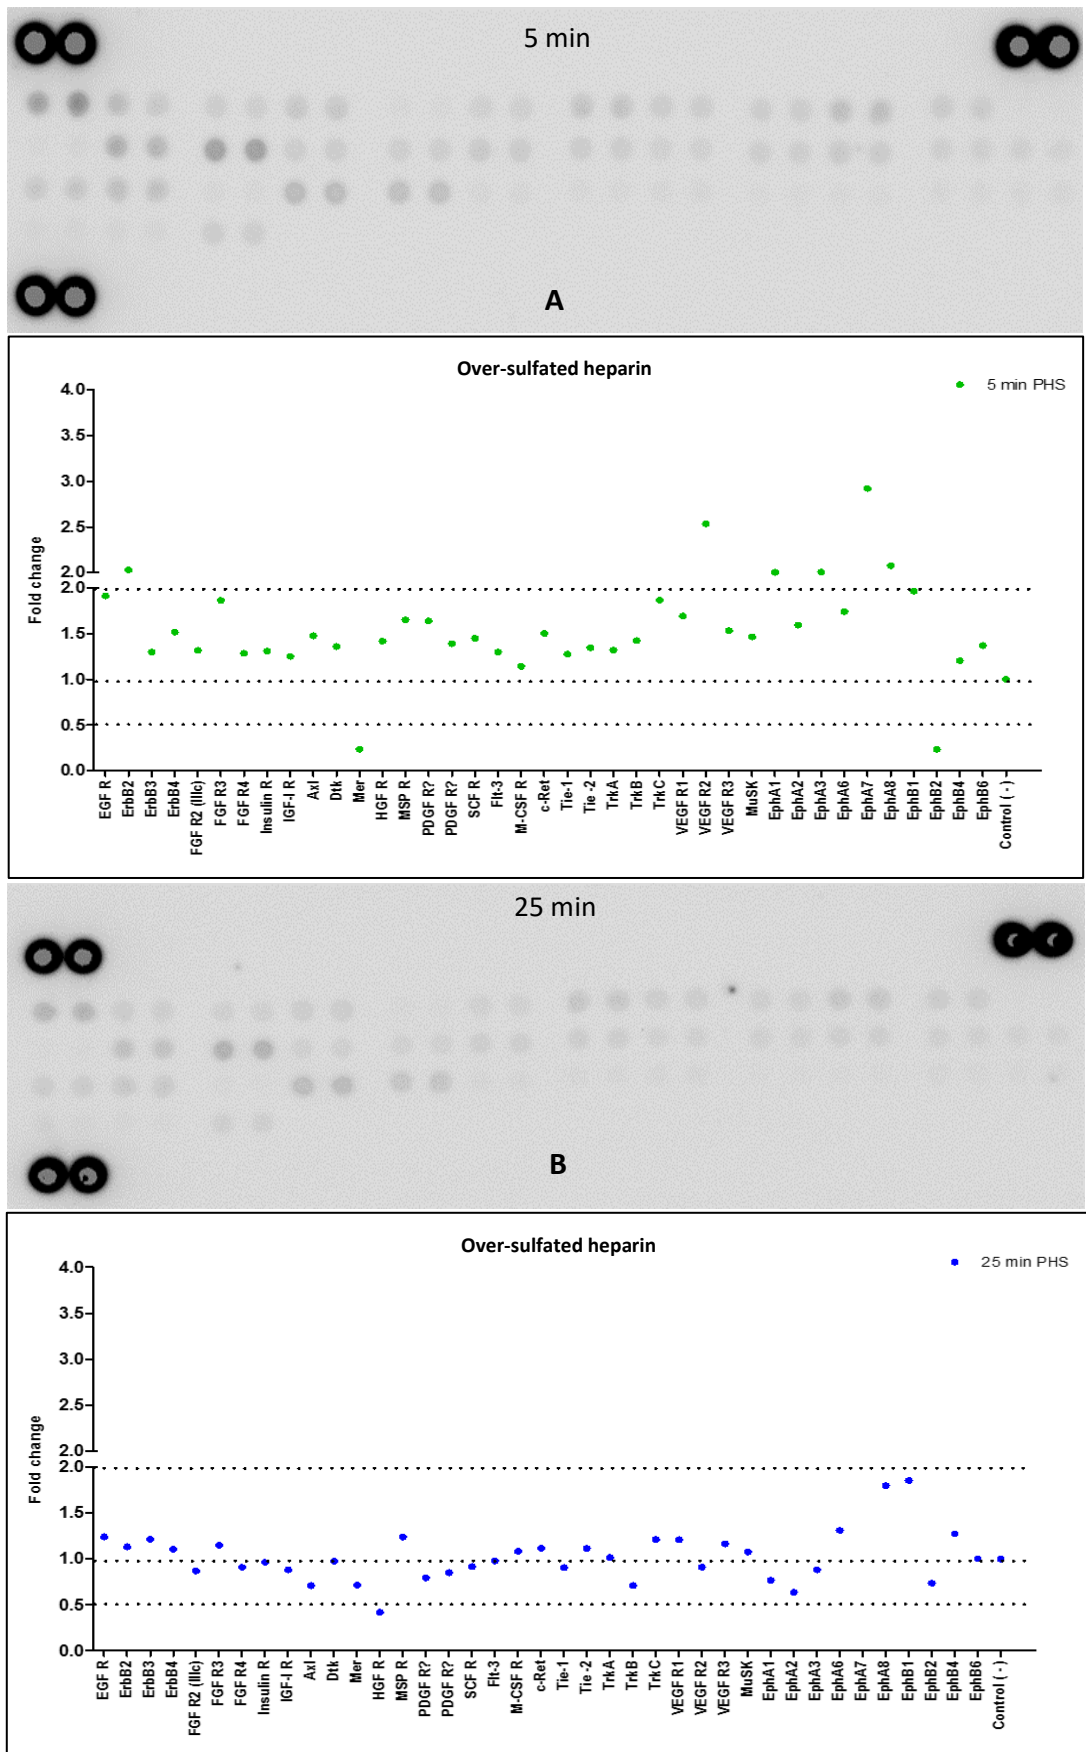 5 min
A
Over-sulfated heparin
5 min PHS
Fold change
4.0
3.5
3.0
2.5
2.0
2.0
1.5
1.0
0.5
0.0
EGF R
ErbB2
ErbB3
ErbB4
FGF R2 (IIIc)
FGF R3
FGF R4
Insulin R
IGF-I R
Axl
Dtk
Mer
HGF R
MSP R
PDGF R?
PDGF R?
SCF R
Flt-3
M-CSF R
c-Ret
Tie-1
Tie -2
TrkA
TrkB
TrkC
VEGF R1
VEGF R2
VEGF R3
MuSK
EphA1
EphA2
EphA3
EphA6
EphA7
EphA8
EphB1
EphB2
EphB4
EphB6
Control ( - )
25 min
B
Over-sulfated heparin
25 min PHS
Fold change
4.0
3.5
3.0
2.5
2.0
2.0
1.5
1.0
0.5
0.0
EGF R
ErbB2
ErbB3
ErbB4
FGF R2 (IIIc)
FGF R3
FGF R4
Insulin R
IGF-I R
Axl
Dtk
Mer
HGF R
MSP R
PDGF R?
PDGF R?
SCF R
Flt-3
M-CSF R
c-Ret
Tie-1
Tie -2
TrkA
TrkB
TrkC
VEGF R1
VEGF R2
VEGF R3
MuSK
EphA1
EphA2
EphA3
EphA6
EphA7
EphA8
EphB1
EphB2
EphB4
EphB6
Control ( - )